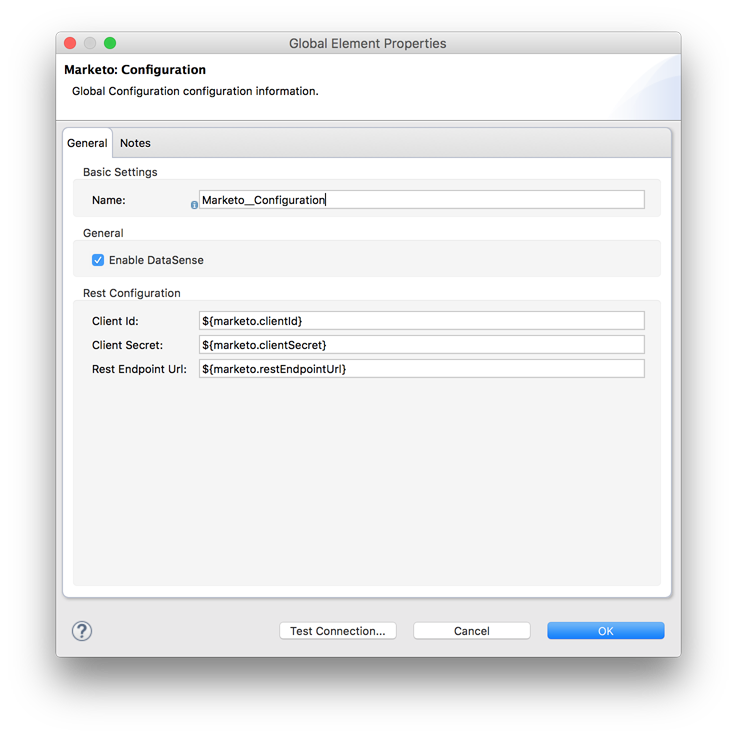 Global Element Properties
Marketo: Configuration
Global Configuration configuration information.
General Notes
Basic Settings
Name: Marketo__Configuration
General
Enable DataSense
Rest Configuration
Client Id: ${marketo.clientId}
Client Secret: ${marketo.clientSecret}
Rest Endpoint Url: ${marketo.restEndpointUrl}
? Test Connection... Cancel OK